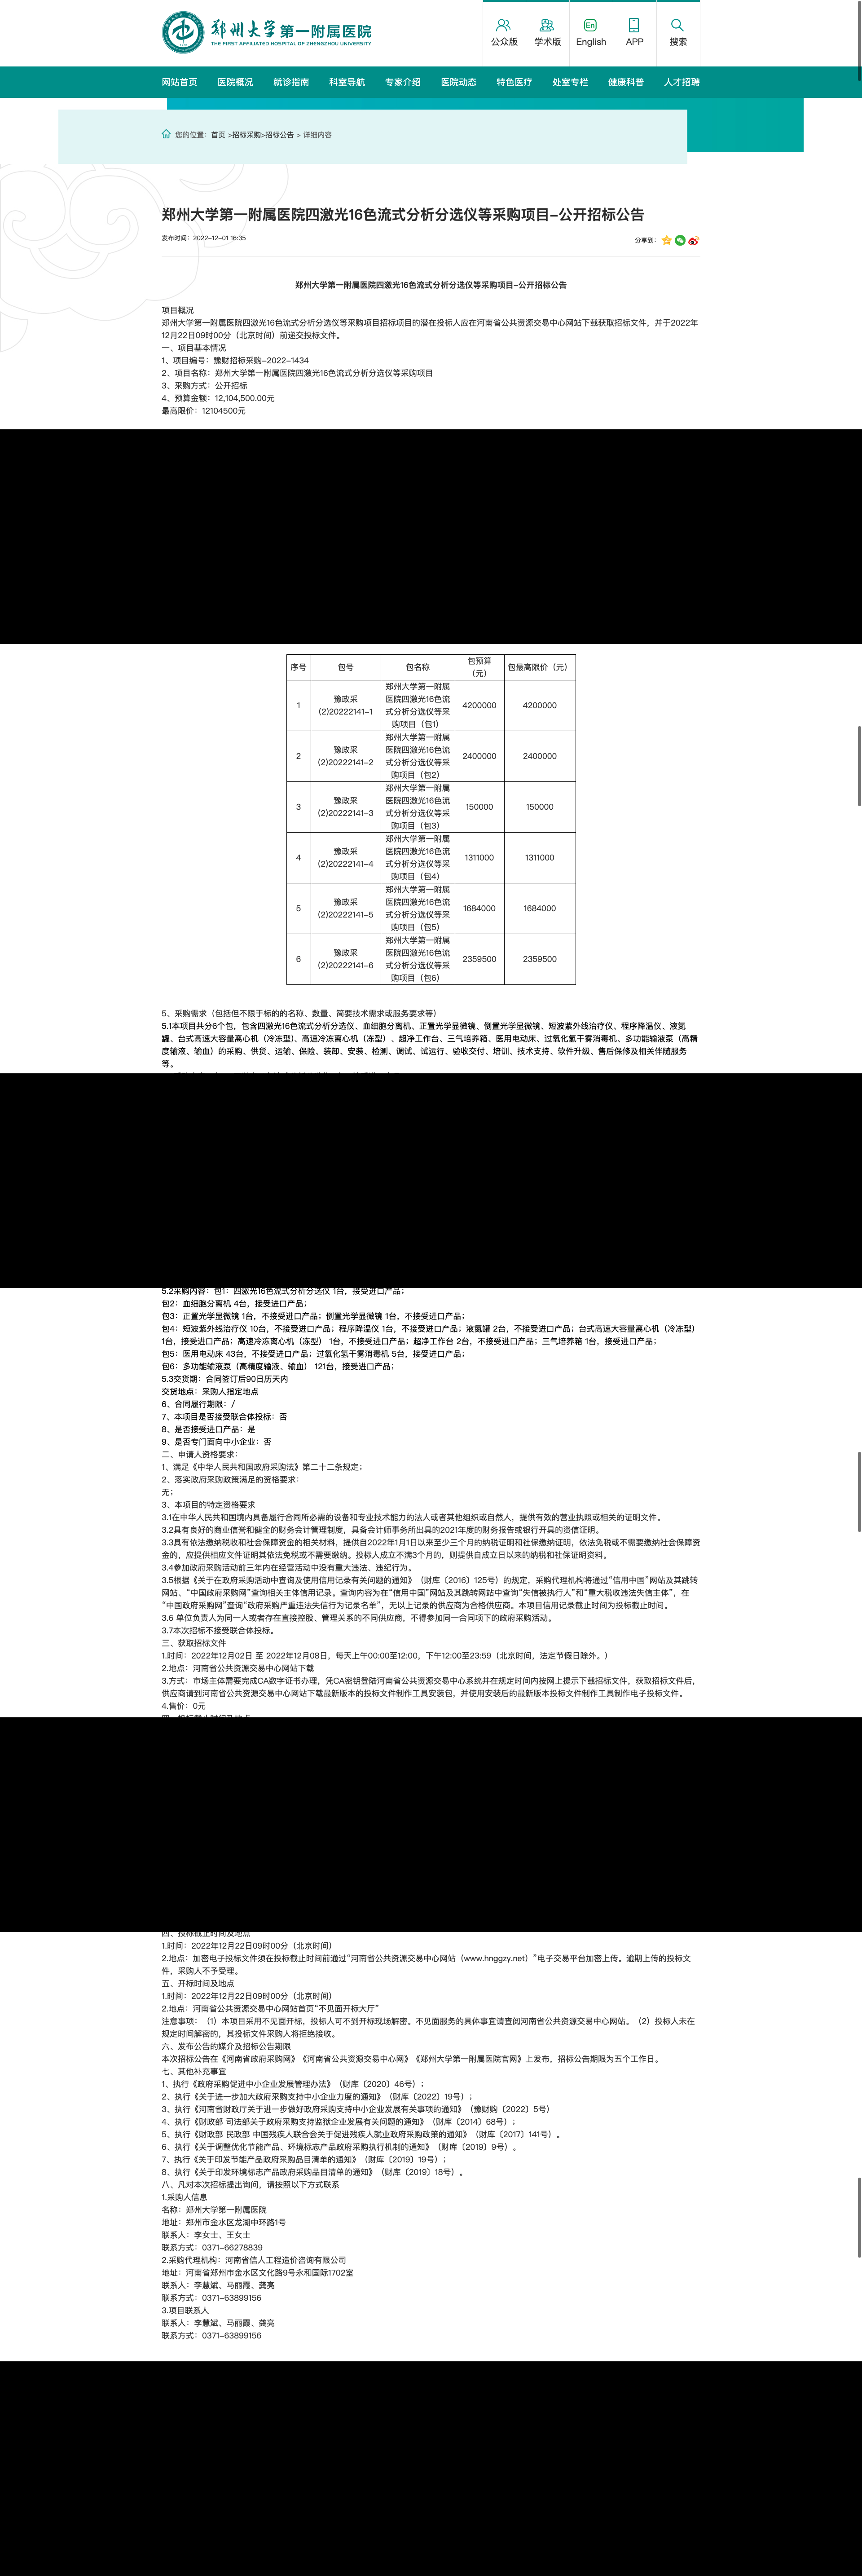 郑州大学第一附属医院
THE FIRST AFFILIATED HOSPITAL OF ZHENGZHOU UNIVERSITY
公众版 学术版 English APP 搜索
网站首页 医院概况 就诊指南 科室导航 专家介绍 医院动态 特色医疗 处室专栏 健康科普 人才招聘
您的位置：首页 >招标采购>招标公告 > 详细内容
郑州大学第一附属医院四激光16色流式分析分选仪等采购项目-公开招标公告
发布时间：2022-12-01 16:35
分享到：
郑州大学第一附属医院四激光16色流式分析分选仪等采购项目-公开招标公告
项目概况
郑州大学第一附属医院四激光16色流式分析分选仪等采购项目招标项目的潜在投标人应在河南省公共资源交易中心网站下载获取招标文件，并于2022年
12月22日09时00分（北京时间）前递交投标文件。
一、项目基本情况
1、项目编号：豫财招标采购-2022-1434
2、项目名称：郑州大学第一附属医院四激光16色流式分析分选仪等采购项目
3、采购方式：公开招标
4、预算金额：12,104,500.00元
最高限价：12104500元
序号 包号 包名称 包预算（元） 包最高限价（元）
1 豫政采(2)20222141-1 郑州大学第一附属医院四激光16色流式分析分选仪等采购项目（包1） 4200000 4200000
2 豫政采(2)20222141-2 郑州大学第一附属医院四激光16色流式分析分选仪等采购项目（包2） 2400000 2400000
3 豫政采(2)20222141-3 郑州大学第一附属医院四激光16色流式分析分选仪等采购项目（包3） 150000 150000
4 豫政采(2)20222141-4 郑州大学第一附属医院四激光16色流式分析分选仪等采购项目（包4） 1311000 1311000
5 豫政采(2)20222141-5 郑州大学第一附属医院四激光16色流式分析分选仪等采购项目（包5） 1684000 1684000
6 豫政采(2)20222141-6 郑州大学第一附属医院四激光16色流式分析分选仪等采购项目（包6） 2359500 2359500
5、采购需求（包括但不限于标的的名称、数量、简要技术需求或服务要求等）
5.1本项目共分6个包，包含四激光16色流式分析分选仪、血细胞分离机、正置光学显微镜、倒置光学显微镜、短波紫外线治疗仪、程序降温仪、液氮
罐、台式高速大容量离心机（冷冻型)、高速冷冻离心机（冻型）、超净工作台、三气培养箱、医用电动床、过氧化氢干雾消毒机、多功能输液泵（高精
度输液、输血）的采购、供货、运输、保险、装卸、安装、检测、调试、试运行、验收交付、培训、技术支持、软件升级、售后保修及相关伴随服务
等。
5.2采购内容：包1：四激光16色流式分析分选仪 1台，接受进口产品；
包2：血细胞分离机 4台，接受进口产品；
包3：正置光学显微镜 1台，不接受进口产品；倒置光学显微镜 1台，不接受进口产品；
包4：短波紫外线治疗仪 10台，不接受进口产品；程序降温仪 1台，不接受进口产品；液氮罐 2台，不接受进口产品；台式高速大容量离心机（冷冻型）
1台，接受进口产品；高速冷冻离心机（冻型） 1台，不接受进口产品；超净工作台 2台，不接受进口产品；三气培养箱 1台，接受进口产品；
包5：医用电动床 43台，不接受进口产品；过氧化氢干雾消毒机 5台，接受进口产品；
包6：多功能输液泵（高精度输液、输血） 121台，接受进口产品；
5.3交货期：合同签订后90日历天内
交货地点：采购人指定地点
6、合同履行期限：/
7、本项目是否接受联合体投标：否
8、是否接受进口产品：是
9、是否专门面向中小企业：否
二、申请人资格要求：
1、满足《中华人民共和国政府采购法》第二十二条规定；
2、落实政府采购政策满足的资格要求：
无；
3、本项目的特定资格要求
3.1在中华人民共和国境内具备履行合同所必需的设备和专业技术能力的法人或者其他组织或自然人，提供有效的营业执照或相关的证明文件。
3.2具有良好的商业信誉和健全的财务会计管理制度，具备会计师事务所出具的2021年度的财务报告或银行开具的资信证明。
3.3具有依法缴纳税收和社会保障资金的相关材料，提供自2022年1月1日以来至少三个月的纳税证明和社保缴纳证明，依法免税或不需要缴纳社会保障资
金的，应提供相应文件证明其依法免税或不需要缴纳。投标人成立不满3个月的，则提供自成立日以来的纳税和社保证明资料。
3.4参加政府采购活动前三年内在经营活动中没有重大违法、违纪行为。
3.5根据《关于在政府采购活动中查询及使用信用记录有关问题的通知》（财库〔2016〕125号）的规定，采购代理机构将通过“信用中国”网站及其跳转
网站、“中国政府采购网”查询相关主体信用记录。查询内容为在“信用中国”网站及其跳转网站中查询“失信被执行人”和“重大税收违法失信主体”，在
“中国政府采购网”查询“政府采购严重违法失信行为记录名单”，无以上记录的供应商为合格供应商。本项目信用记录截止时间为投标截止时间。
3.6 单位负责人为同一人或者存在直接控股、管理关系的不同供应商，不得参加同一合同项下的政府采购活动。
3.7本次招标不接受联合体投标。
三、获取招标文件
1.时间：2022年12月02日 至 2022年12月08日，每天上午00:00至12:00，下午12:00至23:59（北京时间，法定节假日除外。）
2.地点：河南省公共资源交易中心网站下载
3.方式：市场主体需要完成CA数字证书办理，凭CA密钥登陆河南省公共资源交易中心系统并在规定时间内按网上提示下载招标文件，获取招标文件后，
供应商请到河南省公共资源交易中心网站下载最新版本的投标文件制作工具安装包，并使用安装后的最新版本投标文件制作工具制作电子投标文件。
4.售价：0元
四、投标截止时间及地点
1.时间：2022年12月22日09时00分（北京时间）
2.地点：加密电子投标文件须在投标截止时间前通过“河南省公共资源交易中心网站（www.hnggzy.net）”电子交易平台加密上传。逾期上传的投标文
件，采购人不予受理。
五、开标时间及地点
1.时间：2022年12月22日09时00分（北京时间）
2.地点：河南省公共资源交易中心网站首页“不见面开标大厅”
注意事项：（1）本项目采用不见面开标，投标人可不到开标现场解密。不见面服务的具体事宜请查阅河南省公共资源交易中心网站。（2）投标人未在
规定时间解密的，其投标文件采购人将拒绝接收。
六、发布公告的媒介及招标公告期限
本次招标公告在《河南省政府采购网》《河南省公共资源交易中心网》《郑州大学第一附属医院官网》上发布，招标公告期限为五个工作日。
七、其他补充事宜
1、执行《政府采购促进中小企业发展管理办法》（财库〔2020〕46号）；
2、执行《关于进一步加大政府采购支持中小企业力度的通知》（财库〔2022〕19号）；
3、执行《河南省财政厅关于进一步做好政府采购支持中小企业发展有关事项的通知》（豫财购〔2022〕5号）
4、执行《财政部 司法部关于政府采购支持监狱企业发展有关问题的通知》（财库〔2014〕68号）；
5、执行《财政部 民政部 中国残疾人联合会关于促进残疾人就业政府采购政策的通知》（财库〔2017〕141号）。
6、执行《关于调整优化节能产品、环境标志产品政府采购执行机制的通知》（财库〔2019〕9号）。
7、执行《关于印发节能产品政府采购品目清单的通知》（财库〔2019〕19号）；
8、执行《关于印发环境标志产品政府采购品目清单的通知》（财库〔2019〕18号）。
八、凡对本次招标提出询问，请按照以下方式联系
1.采购人信息
名称：郑州大学第一附属医院
地址：郑州市金水区龙湖中环路1号
联系人：李女士、王女士
联系方式：0371-66278839
2.采购代理机构：河南省信人工程造价咨询有限公司
地址：河南省郑州市金水区文化路9号永和国际1702室
联系人：李慧斌、马丽霞、龚亮
联系方式：0371-63899156
3.项目联系人
联系人：李慧斌、马丽霞、龚亮
联系方式：0371-63899156